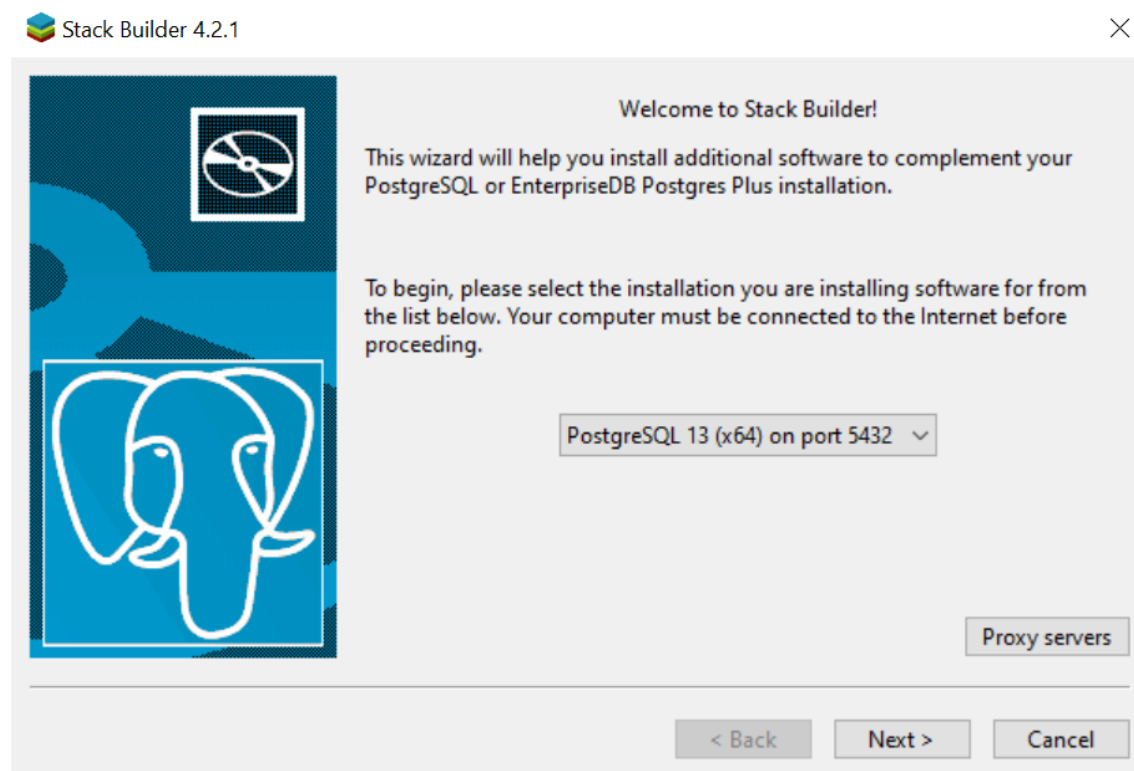 Stack Builder 4.2.1
Welcome to Stack Builder!
This wizard will help you install additional software to complement your
PostgreSQL or EnterpriseDB Postgres Plus installation.
To begin, please select the installation you are installing software for from
the list below. Your computer must be connected to the Internet before
proceeding.
PostgreSQL 13 (x64) on port 5432
Proxy servers
< Back
Next >
Cancel